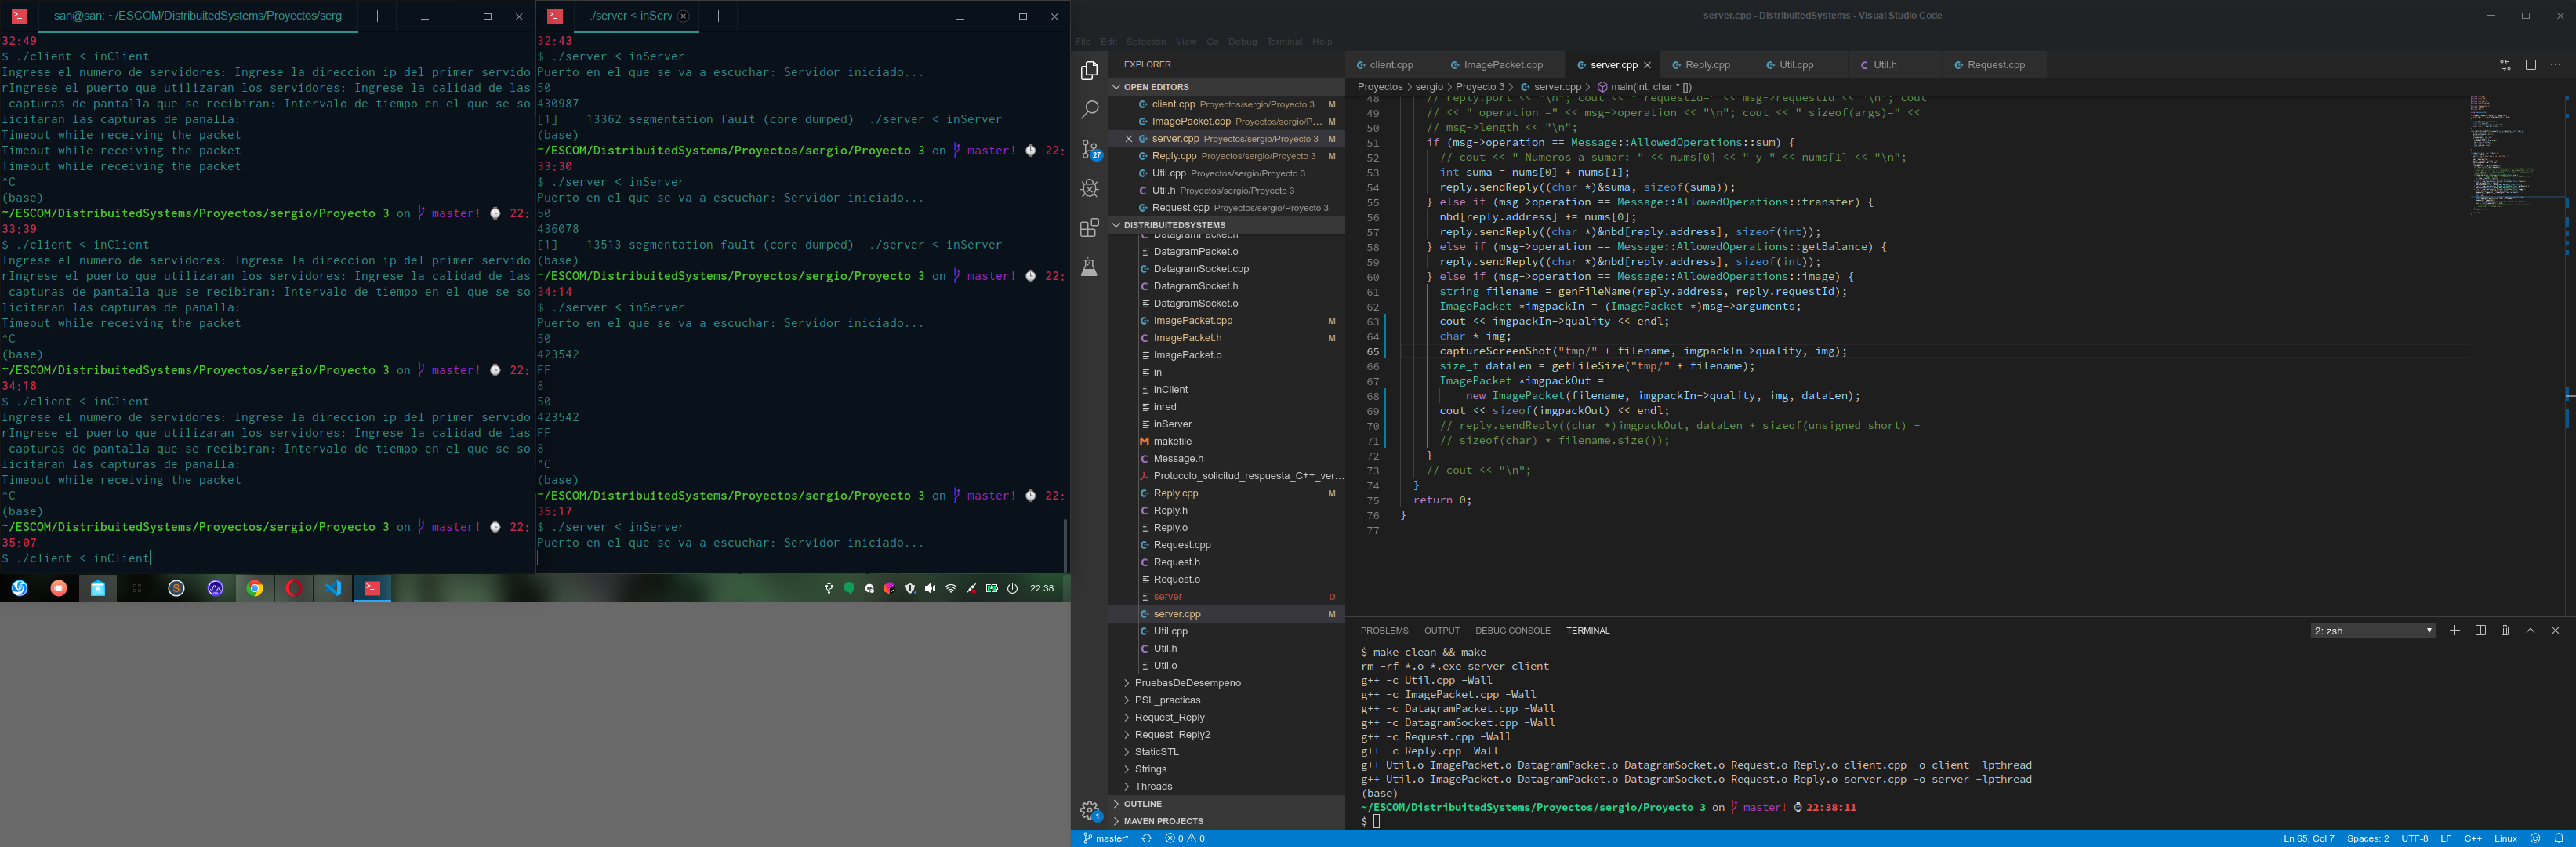 san@san: ~/ESCOM/DistribuitedSystems/Proyectos/serg
32:49
$ ./client < inClient
Ingrese el numero de servidores: Ingrese la direccion ip del primer servido
rIngrese el puerto que utilizaran los servidores: Ingrese la calidad de las
capturas de pantalla que se recibiran: Intervalo de tiempo en el que se so
licitaran las capturas de panalla:
Timeout while receiving the packet
Timeout while receiving the packet
Timeout while receiving the packet
^C
(base)
~/ESCOM/DistribuitedSystems/Proyectos/sergio/Proyecto 3 on master! 22:
33:39
$ ./client < inClient
Ingrese el numero de servidores: Ingrese la direccion ip del primer servido
rIngrese el puerto que utilizaran los servidores: Ingrese la calidad de las
capturas de pantalla que se recibiran: Intervalo de tiempo en el que se so
licitaran las capturas de panalla:
Timeout while receiving the packet
^C
(base)
~/ESCOM/DistribuitedSystems/Proyectos/sergio/Proyecto 3 on master! 22:
34:18
$ ./client < inClient
Ingrese el numero de servidores: Ingrese la direccion ip del primer servido
rIngrese el puerto que utilizaran los servidores: Ingrese la calidad de las
capturas de pantalla que se recibiran: Intervalo de tiempo en el que se so
licitaran las capturas de panalla:
Timeout while receiving the packet
^C
(base)
~/ESCOM/DistribuitedSystems/Proyectos/sergio/Proyecto 3 on master! 22:
35:07
$ ./client < inClient
./server < inServ
32:43
$ ./server < inServer
Puerto en el que se va a escuchar: Servidor iniciado...
50
430987
[1]    13362 segmentation fault (core dumped)  ./server < inServer
(base)
~/ESCOM/DistribuitedSystems/Proyectos/sergio/Proyecto 3 on master! 22:
33:30
$ ./server < inServer
Puerto en el que se va a escuchar: Servidor iniciado...
50
436078
[1]    13513 segmentation fault (core dumped)  ./server < inServer
(base)
~/ESCOM/DistribuitedSystems/Proyectos/sergio/Proyecto 3 on master! 22:
34:14
$ ./server < inServer
Puerto en el que se va a escuchar: Servidor iniciado...
50
423542
FF
8
50
423542
FF
8
^C
(base)
~/ESCOM/DistribuitedSystems/Proyectos/sergio/Proyecto 3 on master! 22:
35:17
$ ./server < inServer
Puerto en el que se va a escuchar: Servidor iniciado...
22:38
server.cpp - DistribuitedSystems - Visual Studio Code
File Edit Selection View Go Debug Terminal Help
EXPLORER
OPEN EDITORS
client.cpp Proyectos/sergio/Proyecto 3 M
ImagePacket.cpp Proyectos/sergio/P... M
server.cpp Proyectos/sergio/Proyecto 3 M
Reply.cpp Proyectos/sergio/Proyecto 3 M
Util.cpp Proyectos/sergio/Proyecto 3
Util.h Proyectos/sergio/Proyecto 3
Request.cpp Proyectos/sergio/Proyecto 3
27
DISTRIBUITEDSYSTEMS
DatagramPacket.h
DatagramPacket.o
DatagramSocket.cpp
DatagramSocket.h
DatagramSocket.o
ImagePacket.cpp M
ImagePacket.h M
ImagePacket.o
in
inClient
inred
inServer
makefile
Message.h
Protocolo_solicitud_respuesta_C++_ver...
Reply.cpp M
Reply.h
Reply.o
Request.cpp
Request.h
Request.o
server D
server.cpp M
Util.cpp
Util.h
Util.o
PruebasDeDesempeno
PSL_practicas
Request_Reply
Request_Reply2
StaticSTL
Strings
Threads
OUTLINE
MAVEN PROJECTS
1
client.cpp ImagePacket.cpp server.cpp Reply.cpp Util.cpp Util.h Request.cpp
Proyectos > sergio > Proyecto 3 > server.cpp > main(int, char * [])
48 // reply.port << "\n"; cout << " requestId=" << msg->requestId << "\n"; cout
49 // << " operation =" << msg->operation << "\n"; cout << " sizeof(args)=" <<
50 // msg->length << "\n";
51 if (msg->operation == Message::AllowedOperations::sum) {
52 // cout << " Numeros a sumar: " << nums[0] << " y " << nums[1] << "\n";
53 int suma = nums[0] + nums[1];
54 reply.sendReply((char *)&suma, sizeof(suma));
55 } else if (msg->operation == Message::AllowedOperations::transfer) {
56 nbd[reply.address] += nums[0];
57 reply.sendReply((char *)&nbd[reply.address], sizeof(int));
58 } else if (msg->operation == Message::AllowedOperations::getBalance) {
59 reply.sendReply((char *)&nbd[reply.address], sizeof(int));
60 } else if (msg->operation == Message::AllowedOperations::image) {
61 string filename = genFileName(reply.address, reply.requestId);
62 ImagePacket *imgpackIn = (ImagePacket *)msg->arguments;
63 cout << imgpackIn->quality << endl;
64 char * img;
65 captureScreenShot("tmp/" + filename, imgpackIn->quality, img);
66 size_t dataLen = getFileSize("tmp/" + filename);
67 ImagePacket *imgpackOut =
68 new ImagePacket(filename, imgpackIn->quality, img, dataLen);
69 cout << sizeof(imgpackOut) << endl;
70 // reply.sendReply((char *)imgpackOut, dataLen + sizeof(unsigned short) +
71 // sizeof(char) * filename.size());
72 }
73 // cout << "\n";
74 }
75 return 0;
76 }
77
PROBLEMS OUTPUT DEBUG CONSOLE TERMINAL 2: zsh
$ make clean && make
rm -rf *.o *.exe server client
g++ -c Util.cpp -Wall
g++ -c ImagePacket.cpp -Wall
g++ -c DatagramPacket.cpp -Wall
g++ -c DatagramSocket.cpp -Wall
g++ -c Request.cpp -Wall
g++ -c Reply.cpp -Wall
g++ Util.o ImagePacket.o DatagramPacket.o DatagramSocket.o Request.o Reply.o client.cpp -o client -lpthread
g++ Util.o ImagePacket.o DatagramPacket.o DatagramSocket.o Request.o Reply.o server.cpp -o server -lpthread
(base)
~/ESCOM/DistribuitedSystems/Proyectos/sergio/Proyecto 3 on master! 22:38:11
$
master* 0 0 Ln 65, Col 7 Spaces: 2 UTF-8 LF C++ Linux